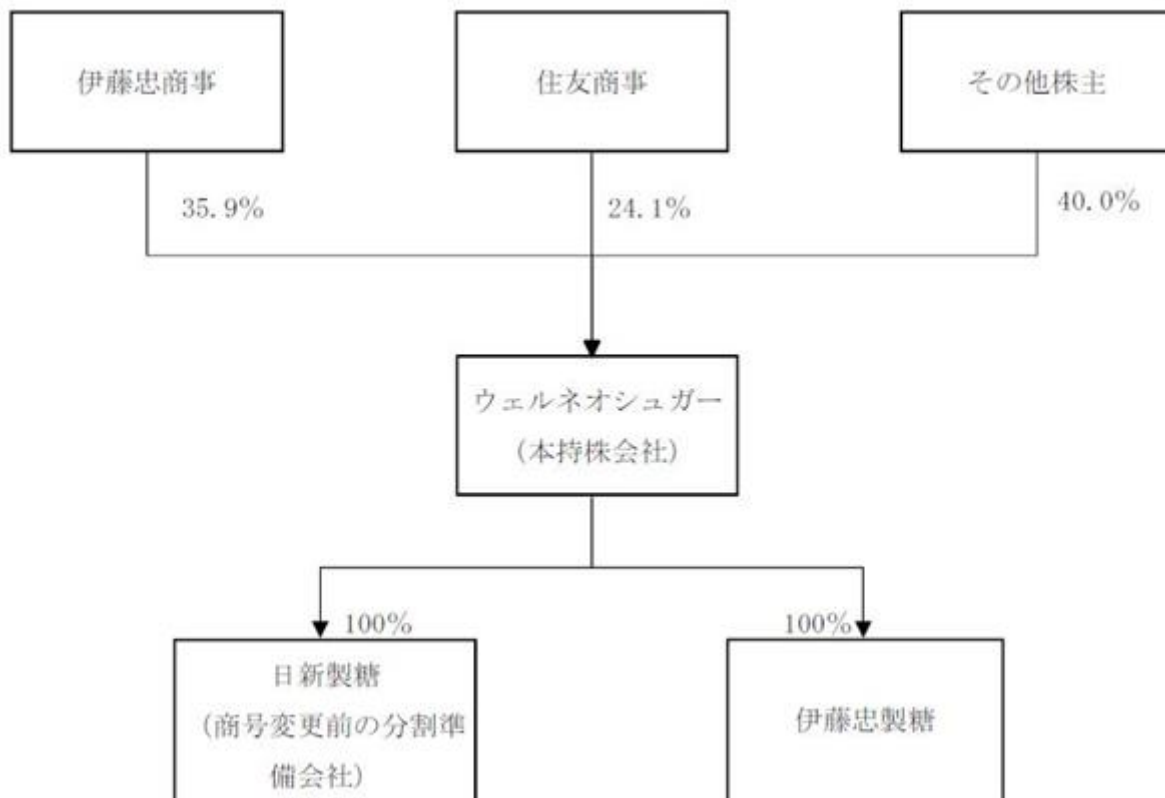 伊藤忠商事
住友商事
その他株主
35.9%
24.1%
40.0%
ウェルネオシュガー
(本持株会社)
100%
100%
日新製糖
(商号変更前の分割準
備会社)
伊藤忠製糖